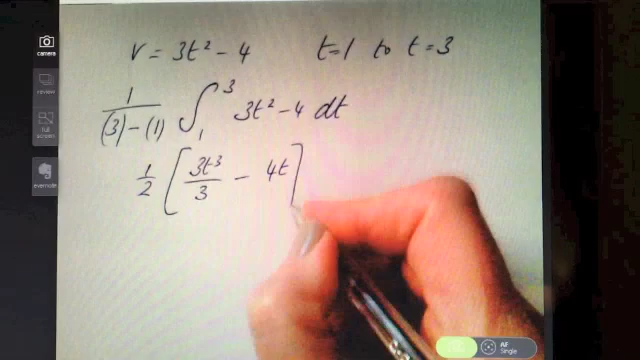 camera
review
full screen
evernote
v = 3t² - 4 t=1 to t=3
1/((3)-(1)) ∫₁³ 3t² - 4 dt
1/2 [3t³/3 - 4t]
AF
Single